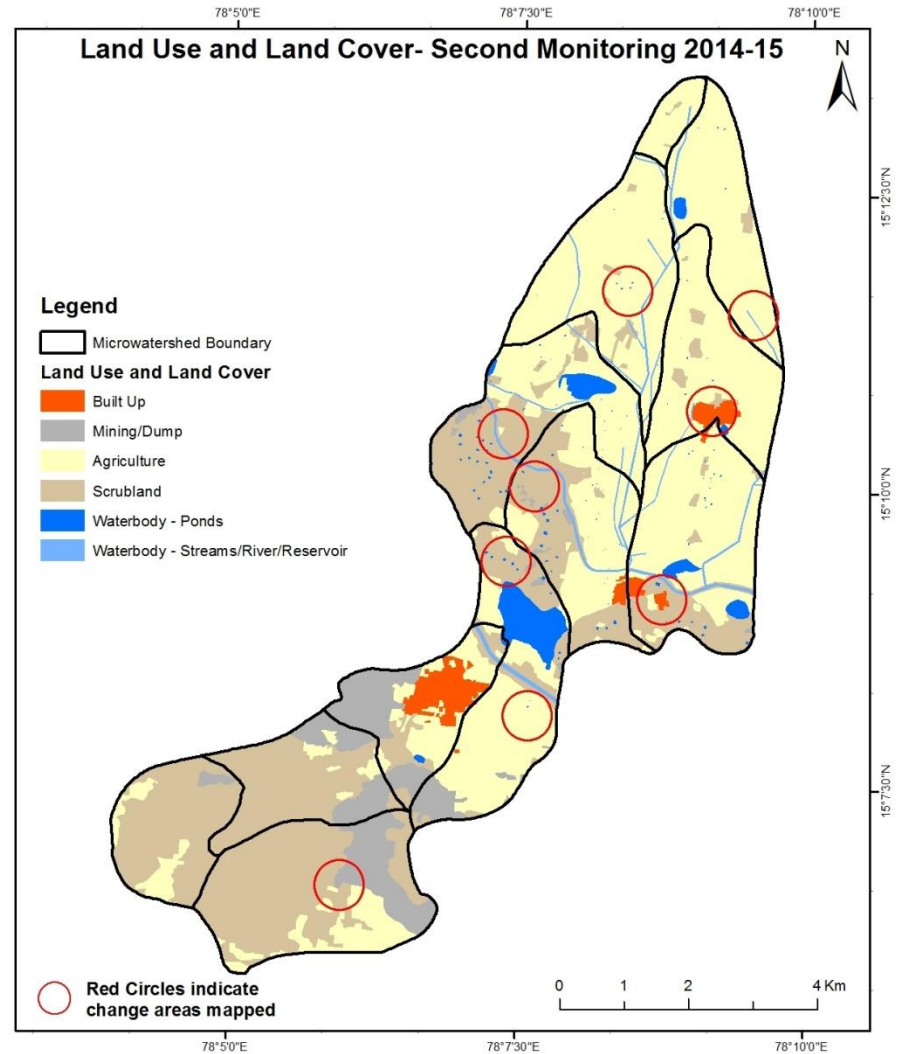 78°5'0"E 78°7'30"E 78°10'0"E
Land Use and Land Cover- Second Monitoring 2014-15
N
15°12'30"N
Legend
Microwatershed Boundary
Land Use and Land Cover
Built Up
Mining/Dump
Agriculture
Scrubland
Waterbody - Ponds
Waterbody - Streams/River/Reservoir
15°10'0"N
15°7'30"N
Red Circles indicate
change areas mapped
0 1 2 4 Km
78°5'0"E 78°7'30"E 78°10'0"E